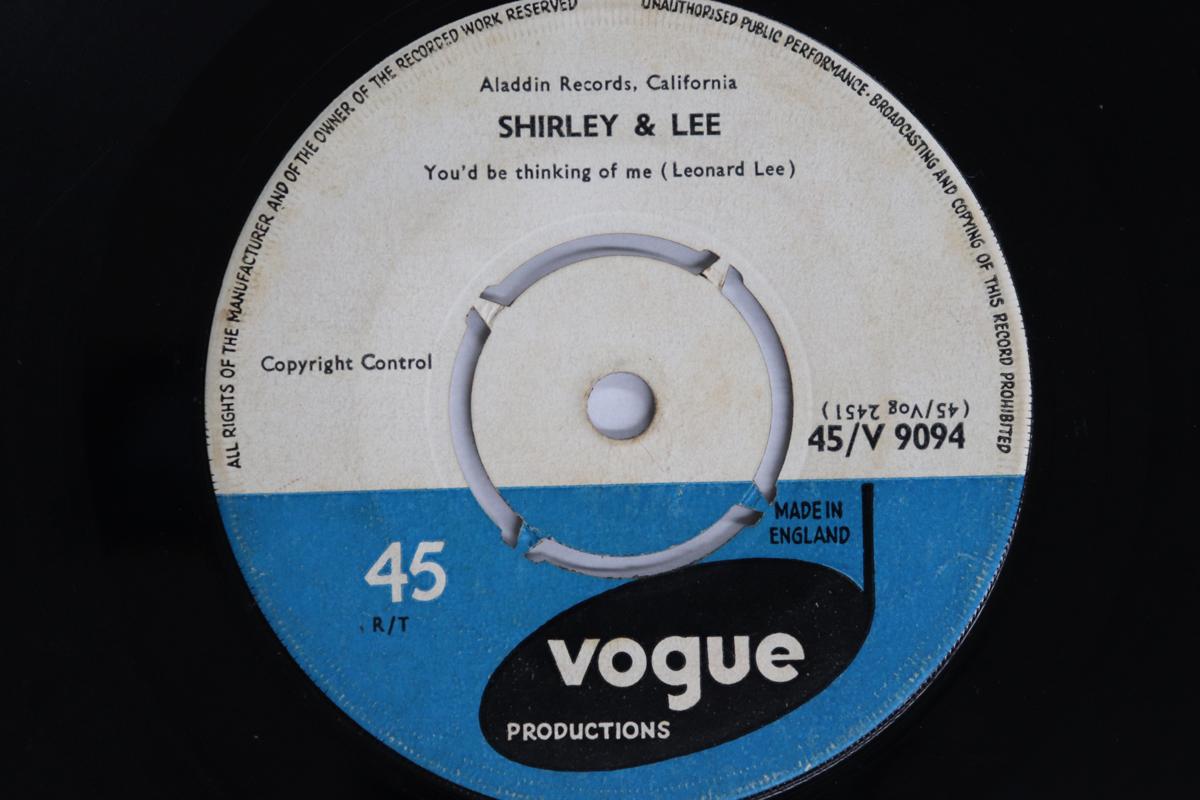 ALL RIGHTS OF THE MANUFACTURER AND OF THE OWNER OF THE RECORDED WORK RESERVED
UNAUTHORISED PUBLIC PERFORMANCE · BROADCASTING AND COPYING OF THIS RECORD PROHIBITED
Aladdin Records, California
SHIRLEY & LEE
You'd be thinking of me (Leonard Lee)
Copyright Control
(45/Vog 2451)
45/V 9094
MADE IN
ENGLAND
45
R/T
vogue
PRODUCTIONS